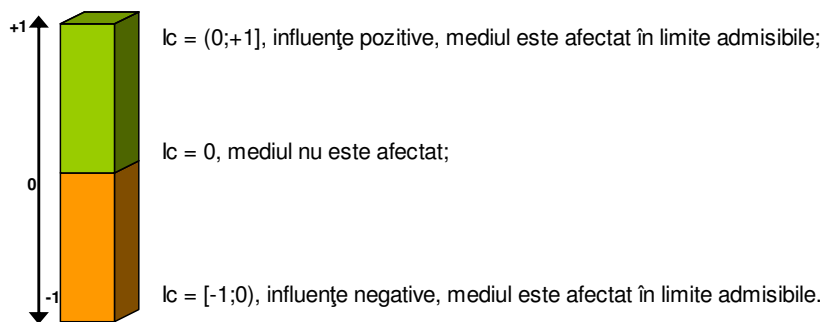 +1
Ic = (0;+1], influenţe pozitive, mediul este afectat în limite admisibile;
Ic = 0, mediul nu este afectat;
0
-1
Ic = [-1;0), influenţe negative, mediul este afectat în limite admisibile.